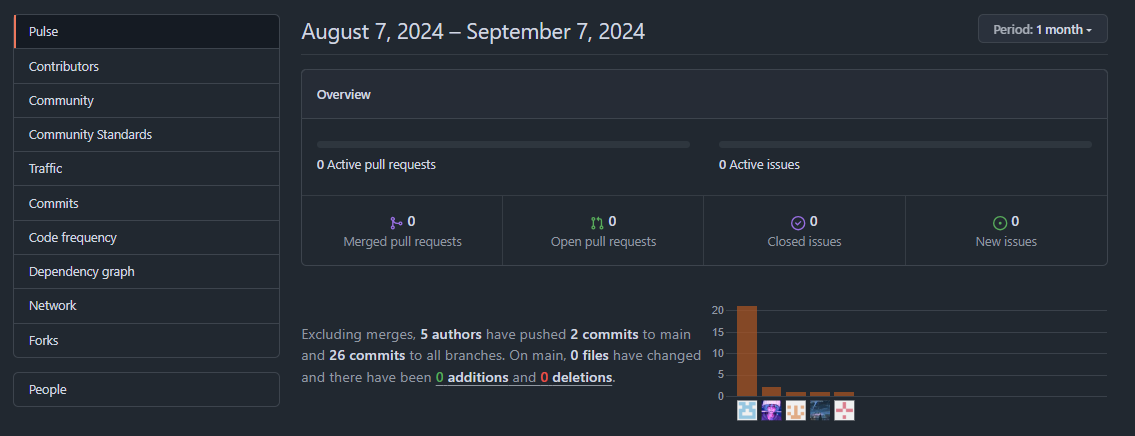 Pulse
Contributors
Community
Community Standards
Traffic
Commits
Code frequency
Dependency graph
Network
Forks
People
August 7, 2024 – September 7, 2024
Period: 1 month
Overview
0 Active pull requests
0 Active issues
0
Merged pull requests
0
Open pull requests
0
Closed issues
0
New issues
Excluding merges, 5 authors have pushed 2 commits to main
and 26 commits to all branches. On main, 0 files have changed
and there have been 0 additions and 0 deletions.
20
15
10
5
0